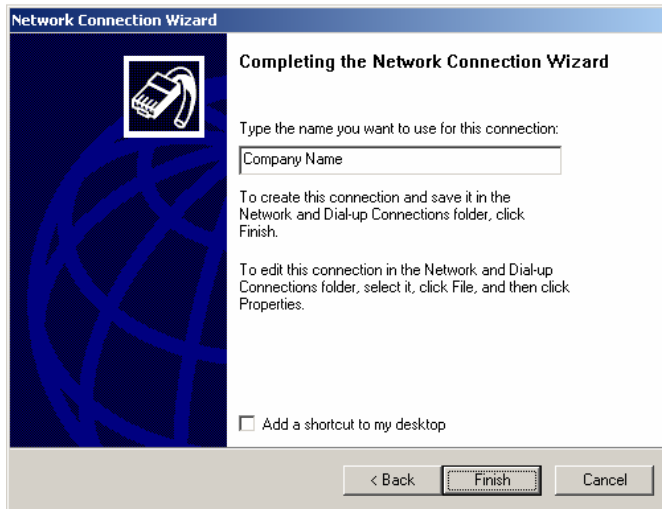 Network Connection Wizard
Completing the Network Connection Wizard
Type the name you want to use for this connection:
Company Name
To create this connection and save it in the
Network and Dial-up Connections folder, click
Finish.
To edit this connection in the Network and Dial-up
Connections folder, select it, click File, and then click
Properties.
Add a shortcut to my desktop
< Back Finish Cancel